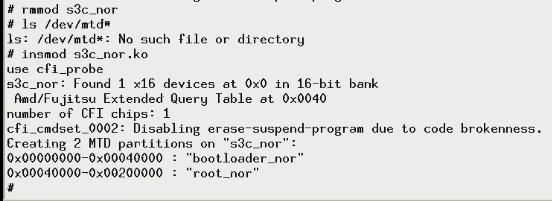 # rmmod s3c_nor
# ls /dev/mtd*
ls: /dev/mtd*: No such file or directory
# insmod s3c_nor.ko
use cfi_probe
s3c_nor: Found 1 x16 devices at 0x0 in 16-bit bank
 Amd/Fujitsu Extended Query Table at 0x0040
number of CFI chips: 1
cfi_cmdset_0002: Disabling erase-suspend-program due to code brokenness.
Creating 2 MTD partitions on "s3c_nor":
0x00000000-0x00040000 : "bootloader_nor"
0x00040000-0x00200000 : "root_nor"
#